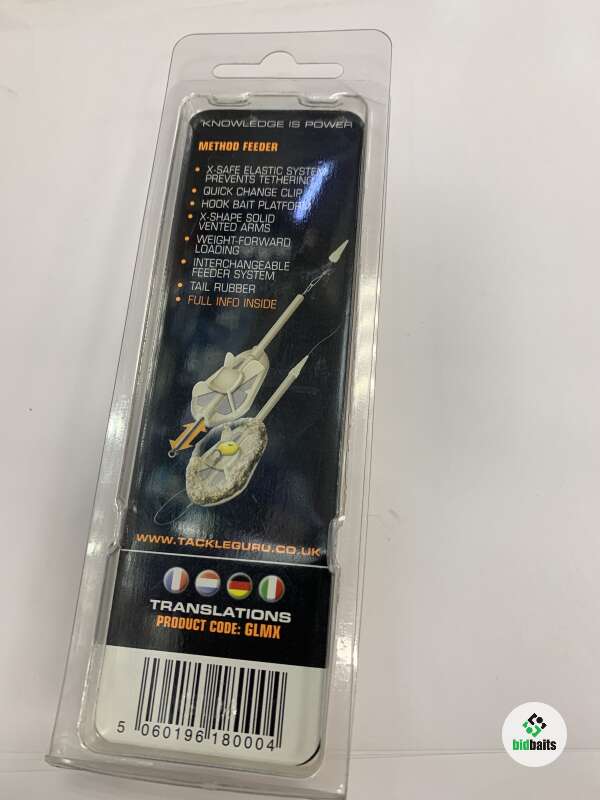 KNOWLEDGE IS POWER
METHOD FEEDER
• X-SAFE ELASTIC SYSTEM
PREVENTS TETHERING
• QUICK CHANGE CLIP
• HOOK BAIT PLATFORM
• X-SHAPE SOLID
VENTED ARMS
• WEIGHT-FORWARD
LOADING
• INTERCHANGEABLE
FEEDER SYSTEM
• TAIL RUBBER
• FULL INFO INSIDE
WWW.TACKLEGURU.CO.UK
TRANSLATIONS
PRODUCT CODE: GLMX
5 060196 180004
bidbaits